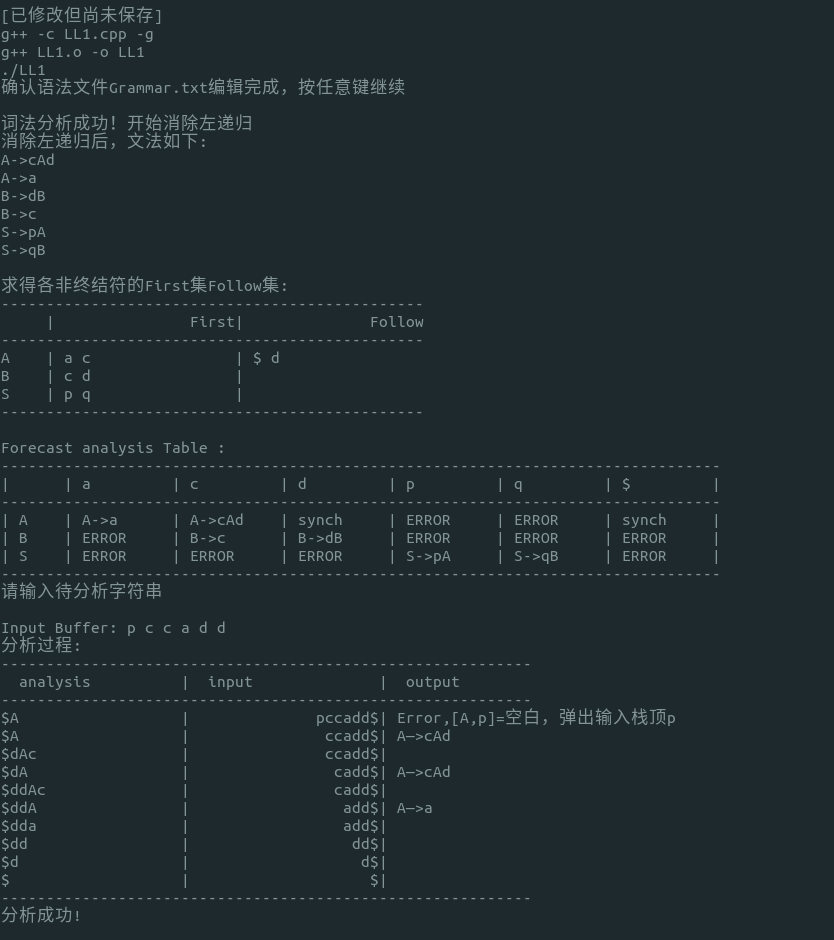 [已修改但尚未保存]
g++ -c LL1.cpp -g
g++ LL1.o -o LL1
./LL1
确认语法文件Grammar.txt编辑完成，按任意键继续
词法分析成功！开始消除左递归
消除左递归后，文法如下：
A->cAd
A->a
B->dB
B->c
S->pA
S->qB
求得各非终结符的First集Follow集:
-----------------------------------------------
     |               First|              Follow
-----------------------------------------------
A    | a c                | $ d
B    | c d                |
S    | p q                |
-----------------------------------------------
Forecast analysis Table :
--------------------------------------------------------------------------------
|      | a         | c         | d         | p         | q         | $         |
--------------------------------------------------------------------------------
| A    | A->a      | A->cAd    | synch     | ERROR     | ERROR     | synch     |
| B    | ERROR     | B->c      | B->dB     | ERROR     | ERROR     | ERROR     |
| S    | ERROR     | ERROR     | ERROR     | S->pA     | S->qB     | ERROR     |
--------------------------------------------------------------------------------
请输入待分析字符串
Input Buffer: p c c a d d
分析过程:
-----------------------------------------------------------
  analysis          |  input              |  output
-----------------------------------------------------------
$A                  |              pccadd$| Error,[A,p]=空白，弹出输入栈顶p
$A                  |               ccadd$| A—>cAd
$dAc                |               ccadd$|
$dA                 |                cadd$| A—>cAd
$ddAc               |                cadd$|
$ddA                |                 add$| A—>a
$dda                |                 add$|
$dd                 |                  dd$|
$d                  |                   d$|
$                   |                    $|
-----------------------------------------------------------
分析成功!